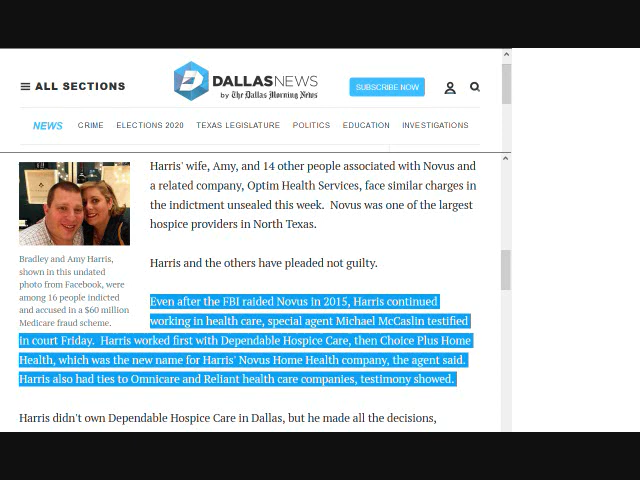 ALL SECTIONS
DALLASNEWS
by The Dallas Morning News
SUBSCRIBE NOW
NEWS CRIME ELECTIONS 2020 TEXAS LEGISLATURE POLITICS EDUCATION INVESTIGATIONS
Harris' wife, Amy, and 14 other people associated with Novus and
a related company, Optim Health Services, face similar charges in
the indictment unsealed this week. Novus was one of the largest
hospice providers in North Texas.
Bradley and Amy Harris,
shown in this undated
photo from Facebook, were
among 16 people indicted
and accused in a $60 million
Medicare fraud scheme.
Harris and the others have pleaded not guilty.
Even after the FBI raided Novus in 2015, Harris continued
working in health care, special agent Michael McCaslin testified
in court Friday. Harris worked first with Dependable Hospice Care, then Choice Plus Home
Health, which was the new name for Harris' Novus Home Health company, the agent said.
Harris also had ties to Omnicare and Reliant health care companies, testimony showed.
Harris didn't own Dependable Hospice Care in Dallas, but he made all the decisions,